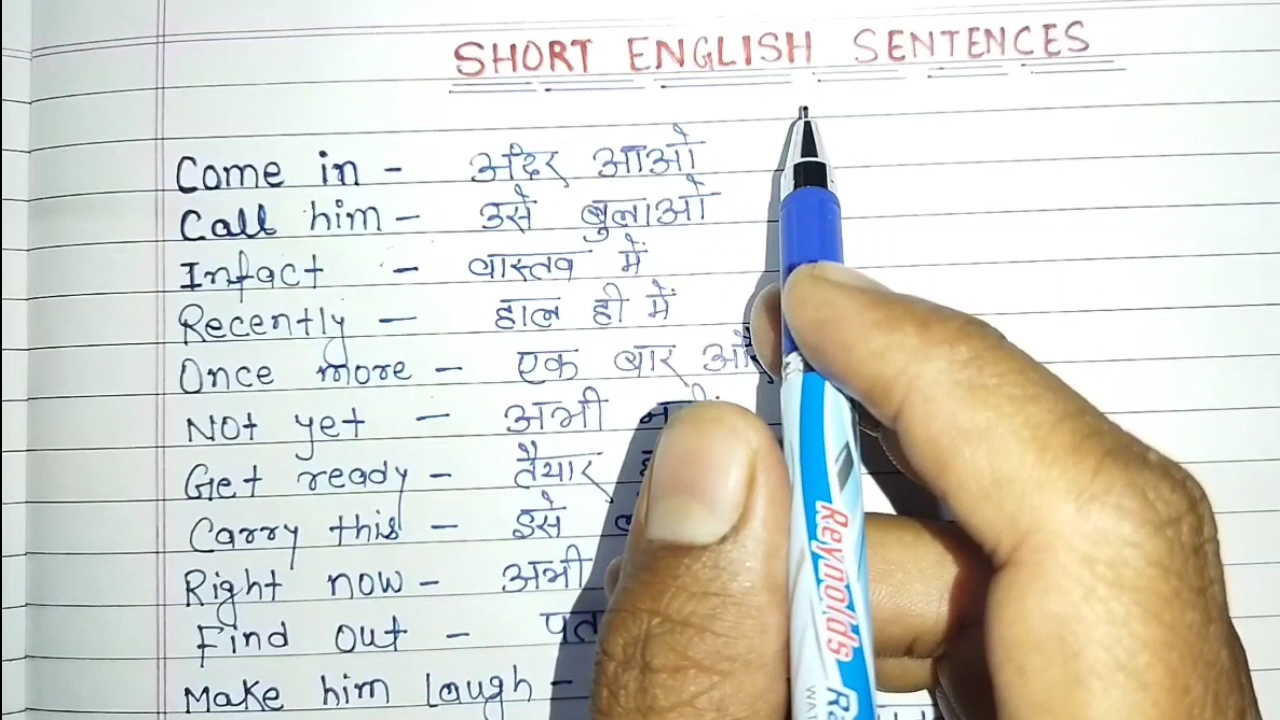 SHORT ENGLISH SENTENCES
Come in - अंदर आओ
Call him - उसे बुलाओ
Infact - वास्तव में
Recently - हाल ही में
Once more - एक बार और
Not yet - अभी
Get ready - तैयार
Carry this - इसे
Right now - अभी
Find out -
Make him laugh -
Reynolds